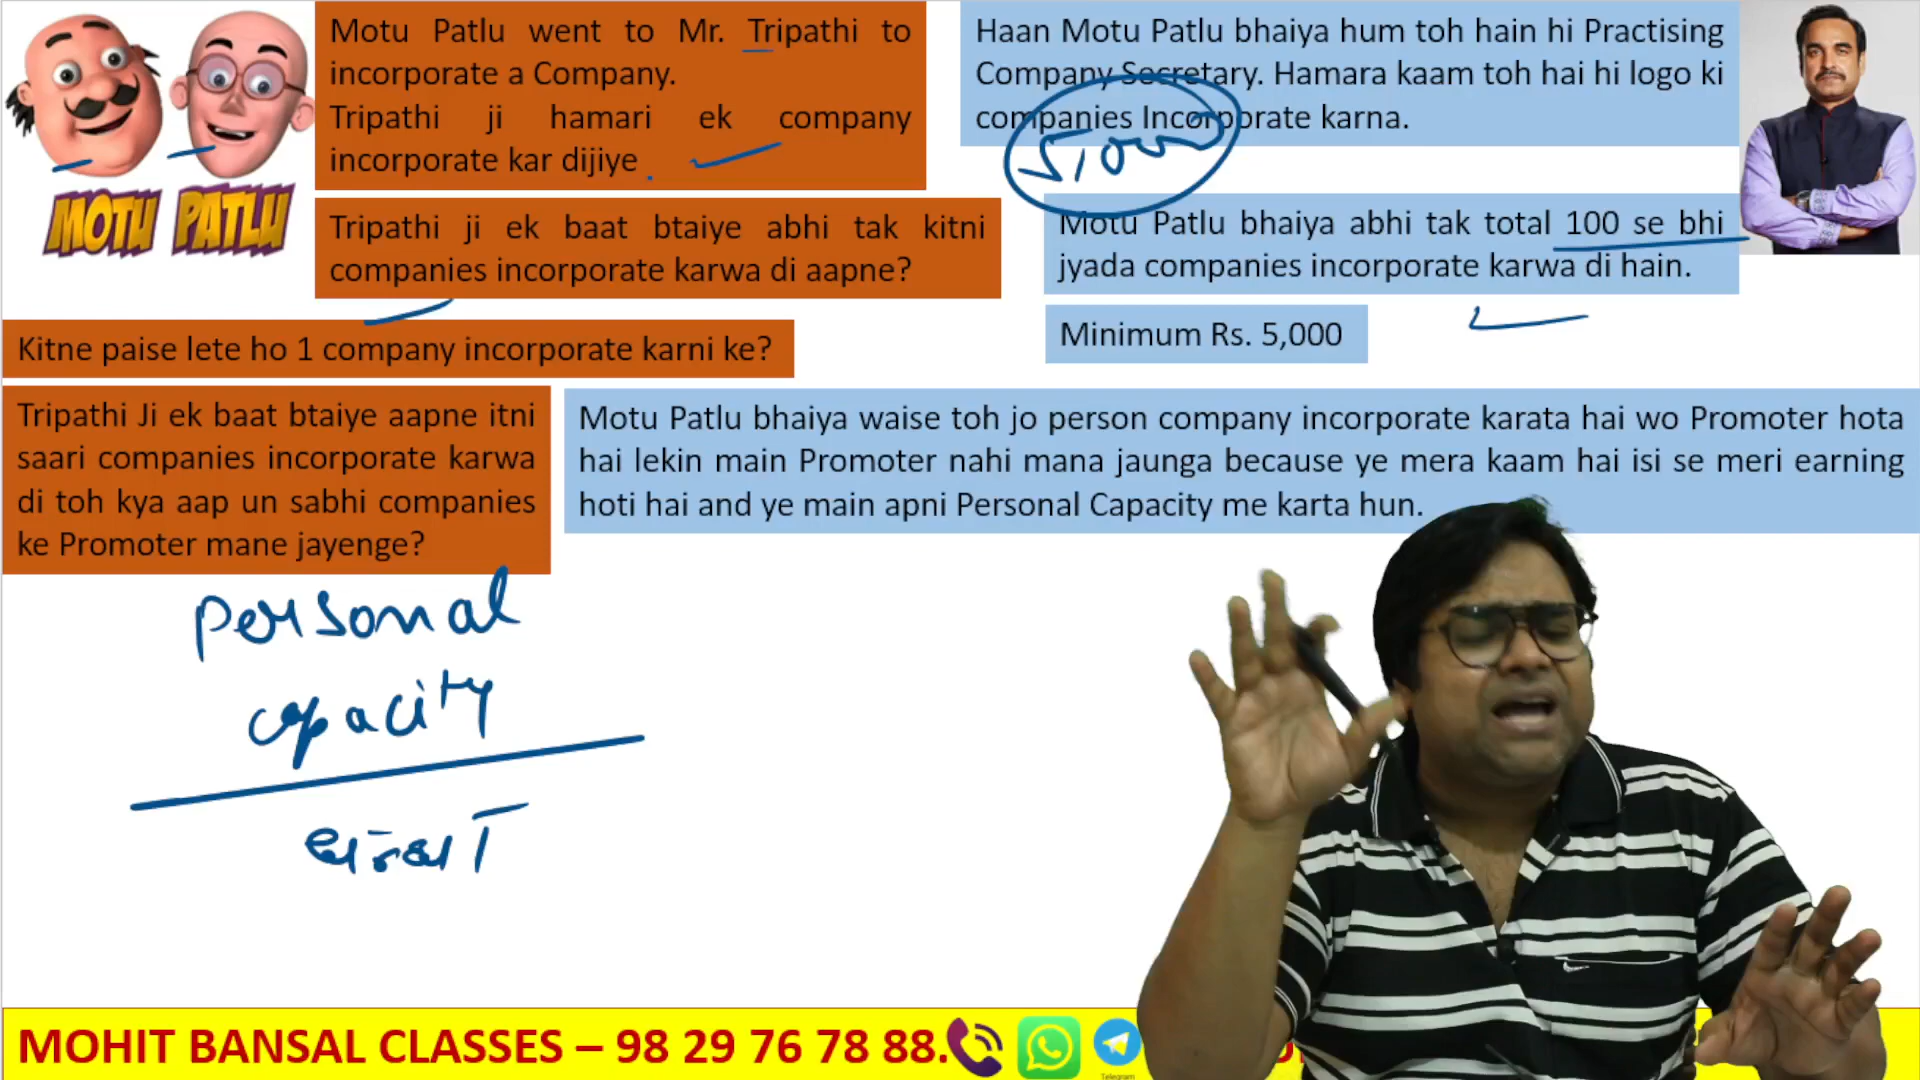 Motu Patlu went to Mr. Tripathi to
incorporate a Company.
Tripathi ji hamari ek company
incorporate kar dijiye
Haan Motu Patlu bhaiya hum toh hain hi Practising
Company Secretary. Hamara kaam toh hai hi logo ki
companies Incorporate karna.
MOTU PATLU
Tripathi ji ek baat btaiye abhi tak kitni
companies incorporate karwa di aapne?
Motu Patlu bhaiya abhi tak total 100 se bhi
jyada companies incorporate karwa di hain.
Kitne paise lete ho 1 company incorporate karni ke?
Minimum Rs. 5,000
Tripathi Ji ek baat btaiye aapne itni
saari companies incorporate karwa
di toh kya aap un sabhi companies
ke Promoter mane jayenge?
Motu Patlu bhaiya waise toh jo person company incorporate karata hai wo Promoter hota
hai lekin main Promoter nahi mana jaunga because ye mera kaam hai isi se meri earning
hoti hai and ye main apni Personal Capacity me karta hun.
personal
capacity
MOHIT BANSAL CLASSES – 98 29 76 78 88.
Telegram